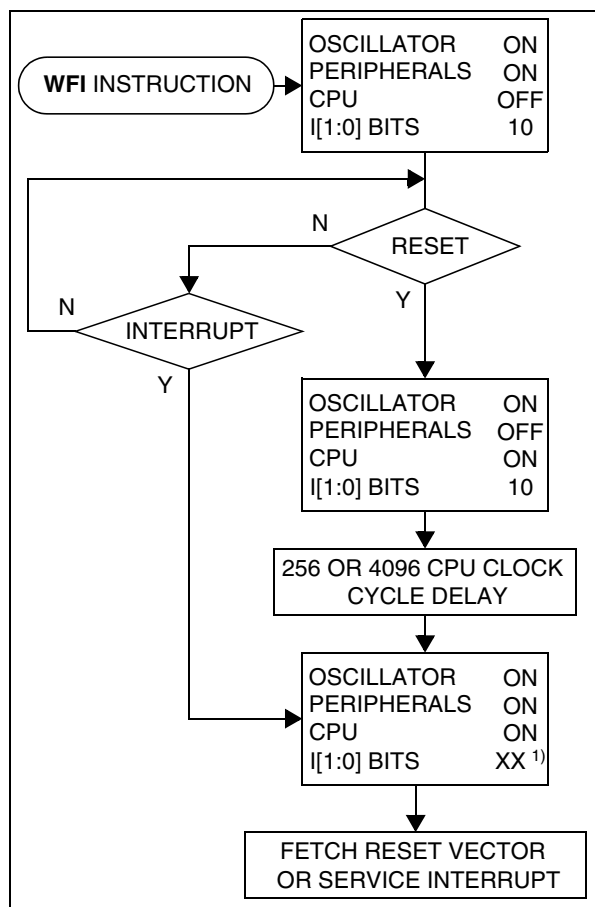 WFI INSTRUCTION
OSCILLATOR ON
PERIPHERALS ON
CPU OFF
I[1:0] BITS 10
N
RESET
Y
N
INTERRUPT
Y
OSCILLATOR ON
PERIPHERALS OFF
CPU ON
I[1:0] BITS 10
256 OR 4096 CPU CLOCK
CYCLE DELAY
OSCILLATOR ON
PERIPHERALS ON
CPU ON
I[1:0] BITS XX 1)
FETCH RESET VECTOR
OR SERVICE INTERRUPT